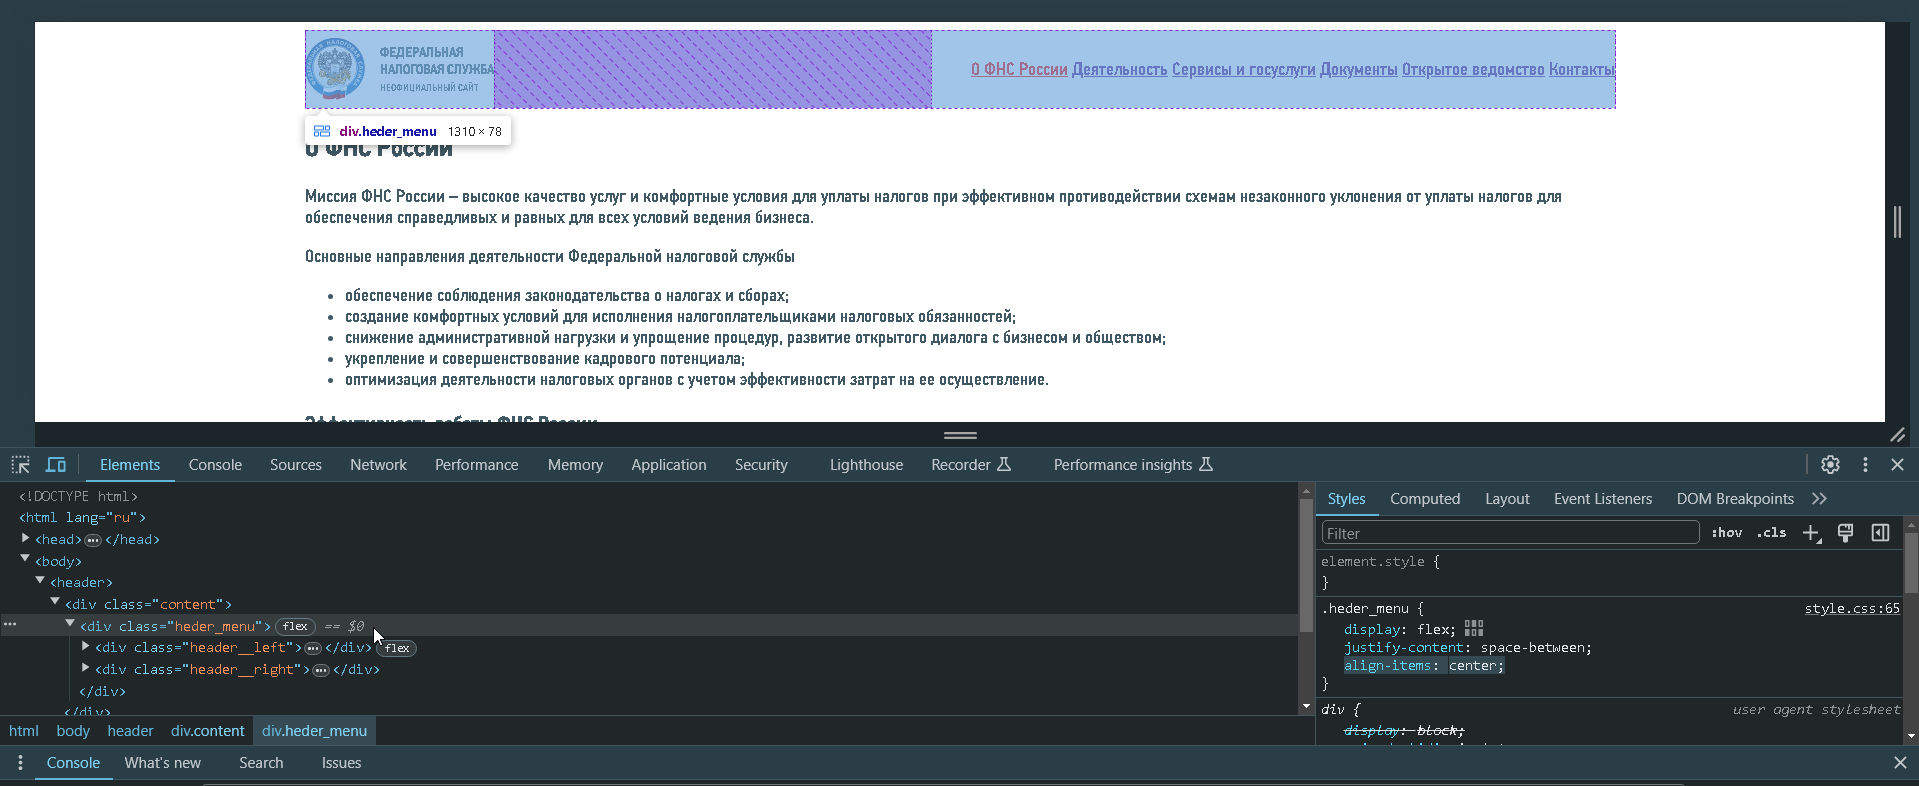 ФЕДЕРАЛЬНАЯ
НАЛОГОВАЯ СЛУЖБА
НЕОФИЦИАЛЬНЫЙ САЙТ
О ФНС России Деятельность Сервисы и госуслуги Документы Открытое ведомство Контакты
div.heder_menu 1310 × 78
О ФНС России
Миссия ФНС России – высокое качество услуг и комфортные условия для уплаты налогов при эффективном противодействии схемам незаконного уклонения от уплаты налогов для
обеспечения справедливых и равных для всех условий ведения бизнеса.
Основные направления деятельности Федеральной налоговой службы
• обеспечение соблюдения законодательства о налогах и сборах;
• создание комфортных условий для исполнения налогоплательщиками налоговых обязанностей;
• снижение административной нагрузки и упрощение процедур, развитие открытого диалога с бизнесом и обществом;
• укрепление и совершенствование кадрового потенциала;
• оптимизация деятельности налоговых органов с учетом эффективности затрат на ее осуществление.
Эффективность работы ФНС России
Elements Console Sources Network Performance Memory Application Security Lighthouse Recorder Performance insights
<!DOCTYPE html>
<html lang="ru">
<head> ••• </head>
<body>
<header>
<div class="content">
<div class="heder_menu"> flex == $0
<div class="header__left"> ••• </div> flex
<div class="header__right"> ••• </div>
</div>
</div>
html body header div.content div.heder_menu
Styles Computed Layout Event Listeners DOM Breakpoints
Filter :hov .cls
element.style {
}
.heder_menu { style.css:65
display: flex;
justify-content: space-between;
align-items: center;
}
div { user agent stylesheet
display: block;
Console What's new Search Issues